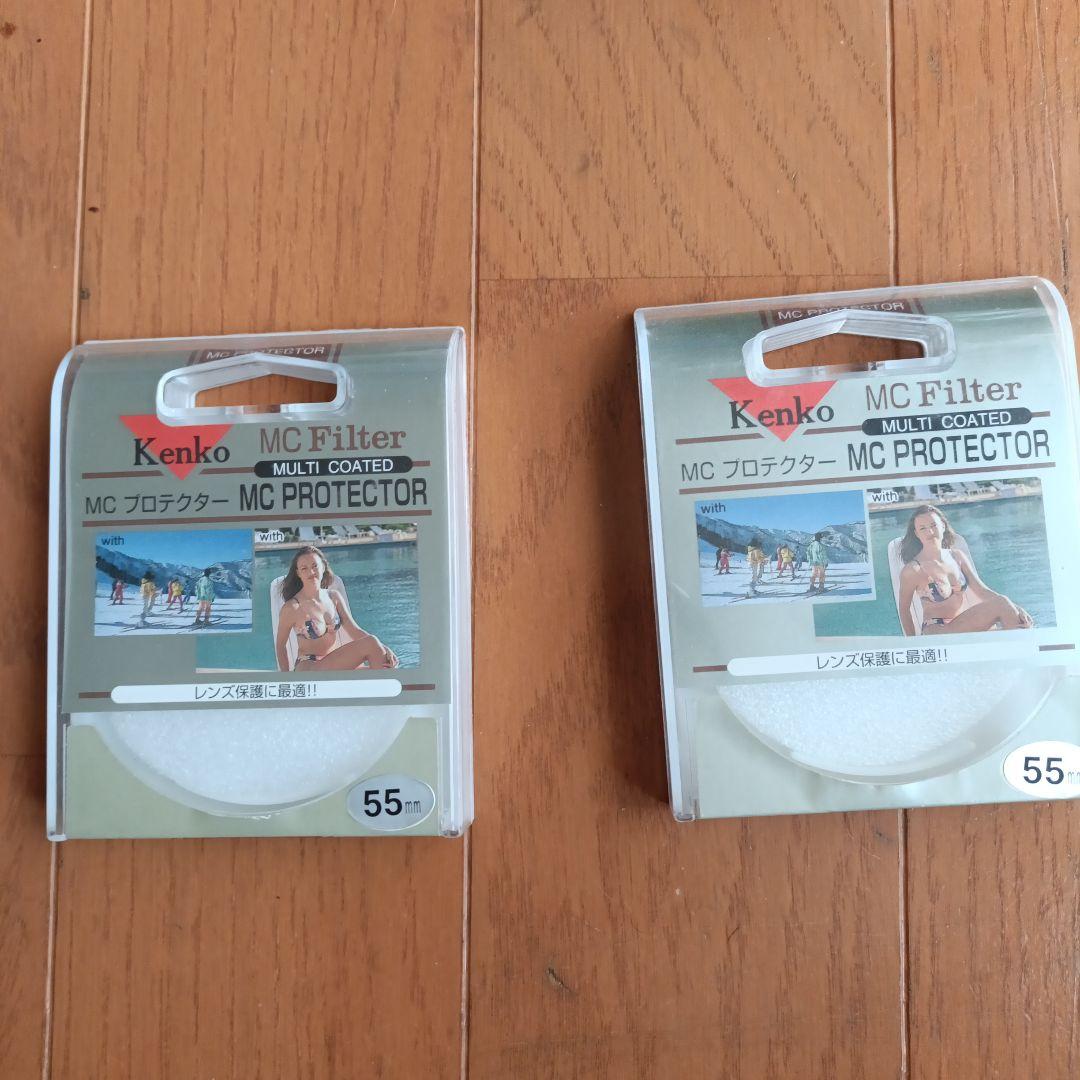 MC PROTECTOR
Kenko
MC Filter
MULTI COATED
MC プロテクター MC PROTECTOR
with
with
レンズ保護に最適!!
55mm
MC PROTECTOR
Kenko
MC Filter
MULTI COATED
MC プロテクター MC PROTECTOR
with
with
レンズ保護に最適!!
55mm